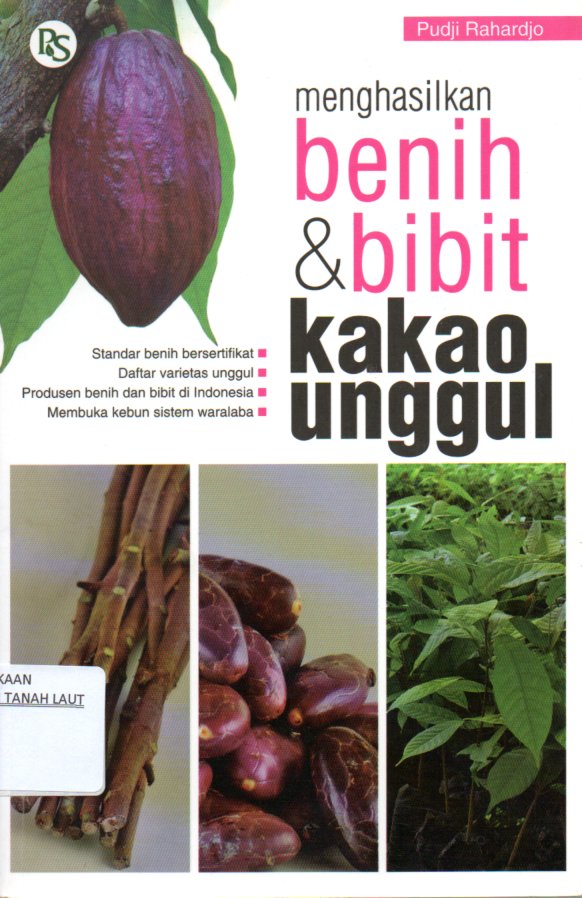 PS
Pudji Rahardjo
menghasilkan
benih
&bibit
kakao
unggul
Standar benih bersertifikat
Daftar varietas unggul
Produsen benih dan bibit di Indonesia
Membuka kebun sistem waralaba
KAAN
TANAH LAUT